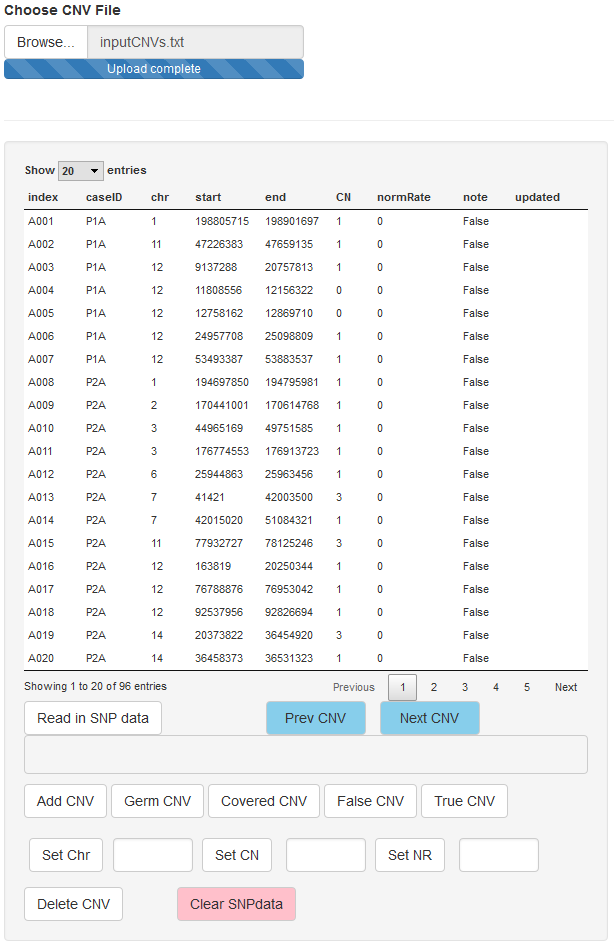 Choose CNV File
Browse... inputCNVs.txt
Upload complete
Show 20 entries
index caseID chr start end CN normRate note updated
A001 P1A 1 198805715 198901697 1 0 False
A002 P1A 11 47226383 47659135 1 0 False
A003 P1A 12 9137288 20757813 1 0 False
A004 P1A 12 11808556 12156322 0 0 False
A005 P1A 12 12758162 12869710 0 0 False
A006 P1A 12 24957708 25098809 1 0 False
A007 P1A 12 53493387 53883537 1 0 False
A008 P2A 1 194697850 194795981 1 0 False
A009 P2A 2 170441001 170614768 1 0 False
A010 P2A 3 44965169 49751585 1 0 False
A011 P2A 3 176774553 176913723 1 0 False
A012 P2A 6 25944863 25963456 1 0 False
A013 P2A 7 41421 42003500 3 0 False
A014 P2A 7 42015020 51084321 1 0 False
A015 P2A 11 77932727 78125246 3 0 False
A016 P2A 12 163819 20250344 1 0 False
A017 P2A 12 76788876 76953042 1 0 False
A018 P2A 12 92537956 92826694 1 0 False
A019 P2A 14 20373822 36454920 3 0 False
A020 P2A 14 36458373 36531323 1 0 False
Showing 1 to 20 of 96 entries Previous 1 2 3 4 5 Next
Read in SNP data Prev CNV Next CNV
Add CNV Germ CNV Covered CNV False CNV True CNV
Set Chr Set CN Set NR
Delete CNV Clear SNPdata